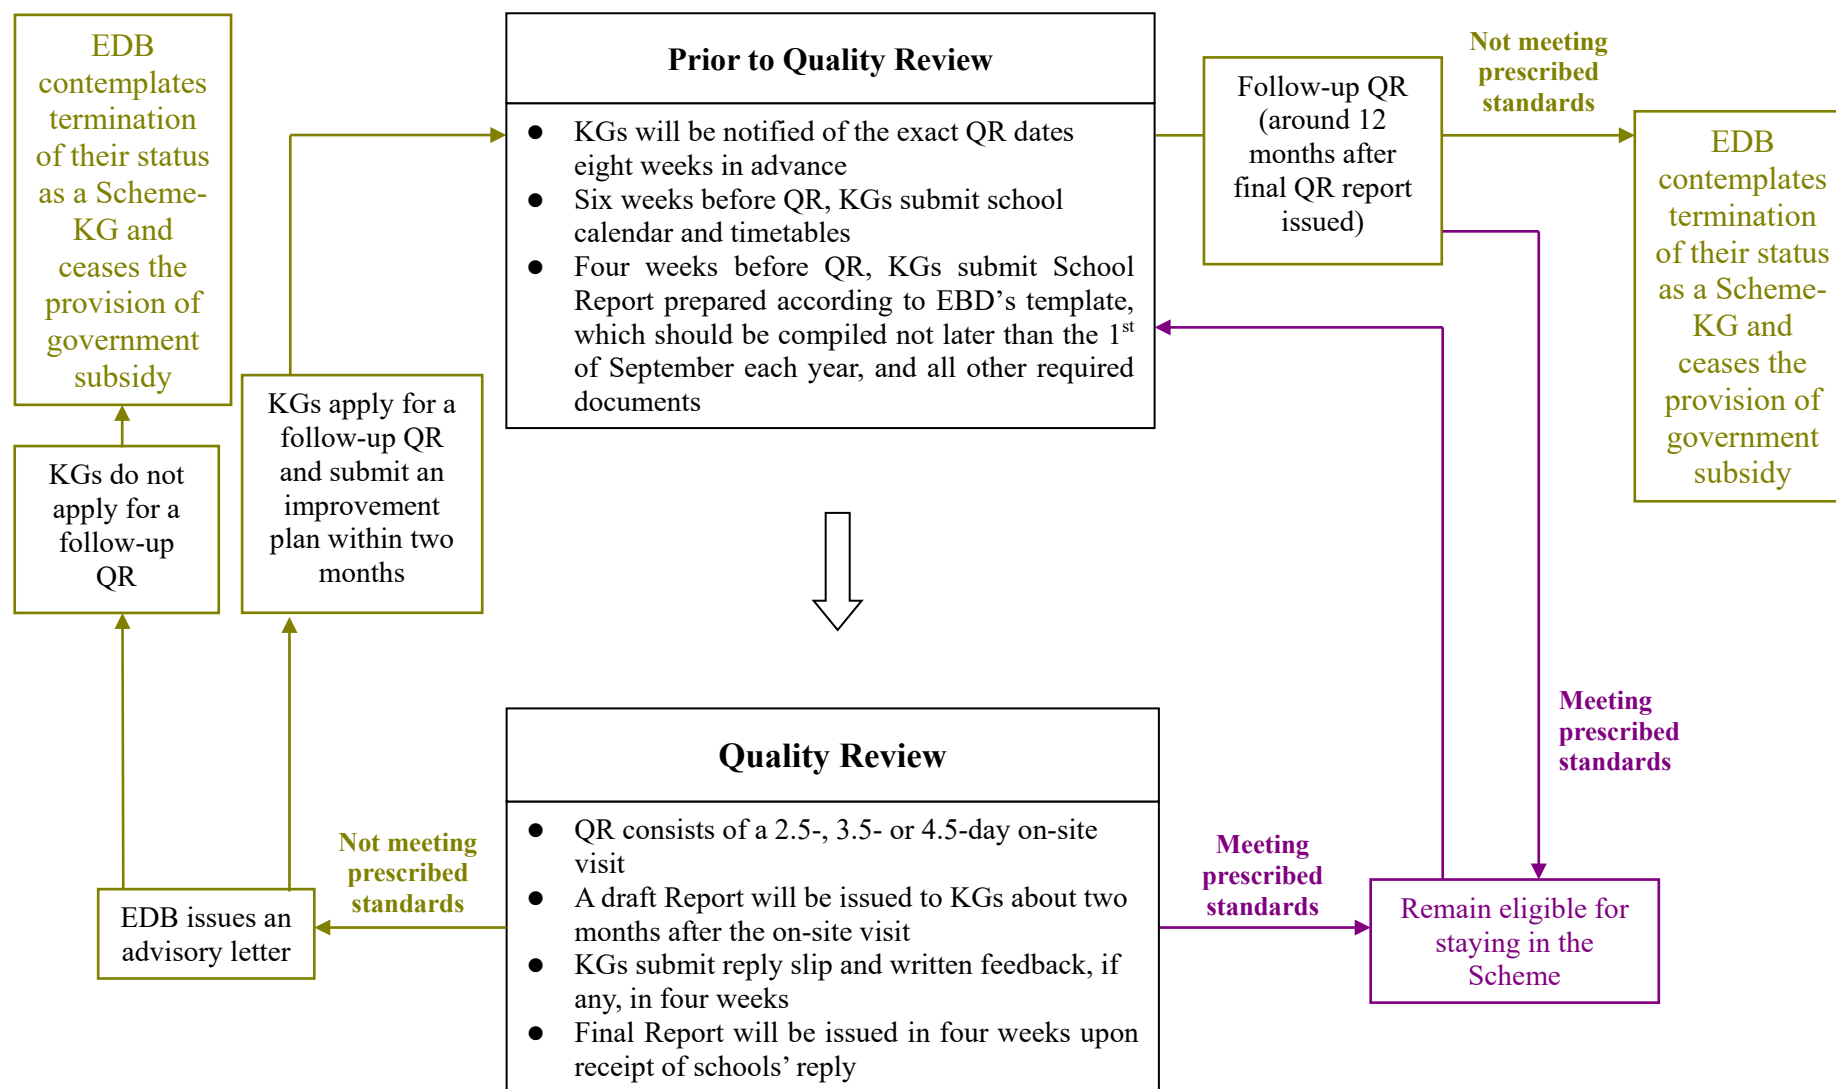 EDB
contemplates
termination
of their status
as a Scheme-
KG and
ceases the
provision of
government
subsidy
KGs do not
apply for a
follow-up
QR
KGs apply for a
follow-up QR
and submit an
improvement
plan within two
months
Prior to Quality Review
● KGs will be notified of the exact QR dates
eight weeks in advance
● Six weeks before QR, KGs submit school
calendar and timetables
● Four weeks before QR, KGs submit School
Report prepared according to EBD’s template,
which should be compiled not later than the 1st
of September each year, and all other required
documents
Follow-up QR
(around 12
months after
final QR report
issued)
Not meeting
prescribed
standards
EDB
contemplates
termination
of their status
as a Scheme-
KG and
ceases the
provision of
government
subsidy
Meeting
prescribed
standards
Quality Review
● QR consists of a 2.5-, 3.5- or 4.5-day on-site
visit
● A draft Report will be issued to KGs about two
months after the on-site visit
● KGs submit reply slip and written feedback, if
any, in four weeks
● Final Report will be issued in four weeks upon
receipt of schools’ reply
Not meeting
prescribed
standards
EDB issues an
advisory letter
Meeting
prescribed
standards
Remain eligible for
staying in the
Scheme